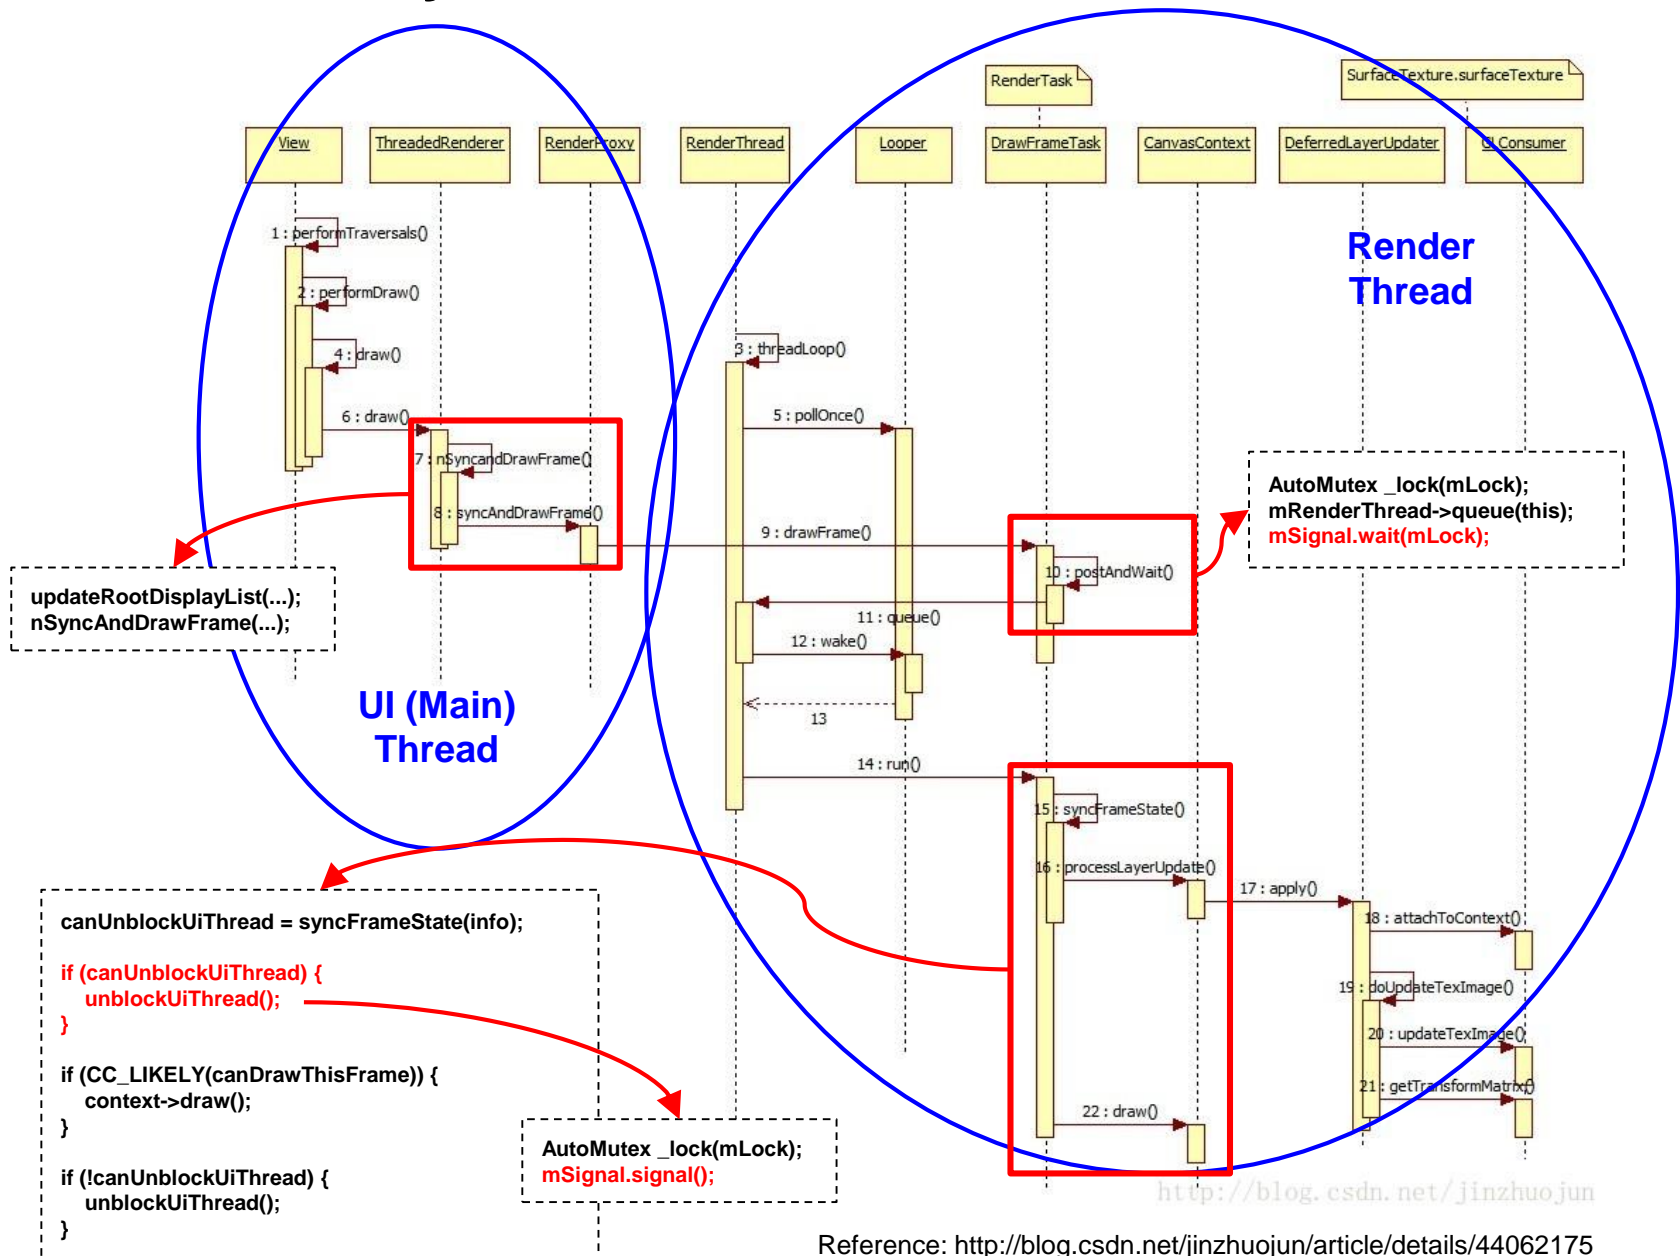 RenderTask
SurfaceTexture.surfaceTexture
View
ThreadedRenderer
RenderProxy
RenderThread
Looper
DrawFrameTask
CanvasContext
DeferredLayerUpdater
GLConsumer
1 : performTraversals()
Render
Thread
2 : performDraw()
3 : threadLoop()
4 : draw()
5 : pollOnce()
6 : draw()
7 : nSyncandDrawFrame()
8 : syncAndDrawFrame()
AutoMutex _lock(mLock);
mRenderThread->queue(this);
mSignal.wait(mLock);
9 : drawFrame()
10 : postAndWait()
updateRootDisplayList(...);
nSyncAndDrawFrame(...);
11 : queue()
12 : wake()
13
UI (Main)
Thread
14 : run()
15 : syncFrameState()
16 : processLayerUpdate()
17 : apply()
18 : attachToContext()
19 : doUpdateTexImage()
20 : updateTexImage()
21 : getTransformMatrix()
22 : draw()
canUnblockUiThread = syncFrameState(info);
if (canUnblockUiThread) {
unblockUiThread();
}
if (CC_LIKELY(canDrawThisFrame)) {
context->draw();
}
if (!canUnblockUiThread) {
unblockUiThread();
}
AutoMutex _lock(mLock);
mSignal.signal();
http://blog.csdn.net/jinzhuojun
Reference: http://blog.csdn.net/jinzhuojun/article/details/44062175